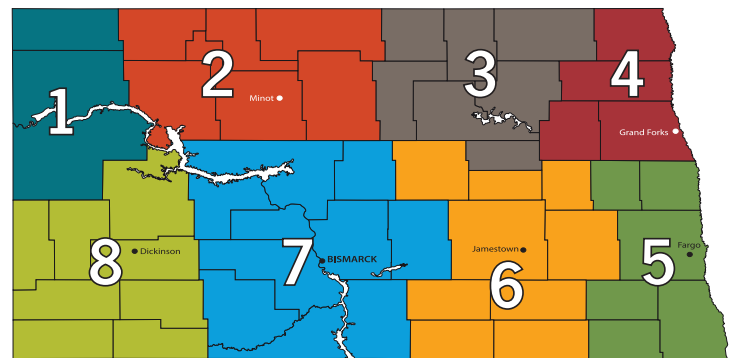 2
3
4
1
Minot
Grand Forks
8
Dickinson
7
BISMARCK
Jamestown
6
5
Fargo